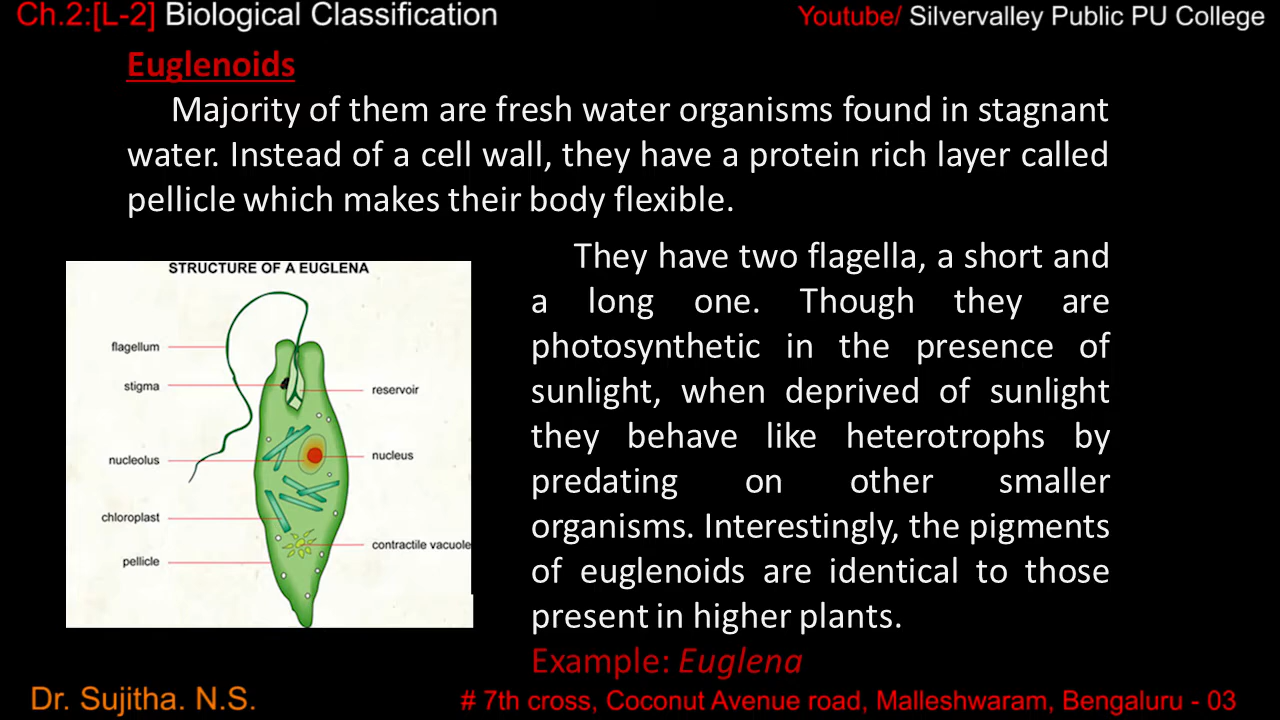 Ch.2:[L-2] Biological Classification
Youtube/ Silvervalley Public PU College
Euglenoids
Majority of them are fresh water organisms found in stagnant
water. Instead of a cell wall, they have a protein rich layer called
pellicle which makes their body flexible.
STRUCTURE OF A EUGLENA
flagellum
stigma
nucleolus
chloroplast
pellicle
reservoir
nucleus
contractile vacuole
They have two flagella, a short and
a long one. Though they are
photosynthetic in the presence of
sunlight, when deprived of sunlight
they behave like heterotrophs by
predating on other smaller
organisms. Interestingly, the pigments
of euglenoids are identical to those
present in higher plants.
Example: Euglena
Dr. Sujitha. N.S.
# 7th cross, Coconut Avenue road, Malleshwaram, Bengaluru - 03